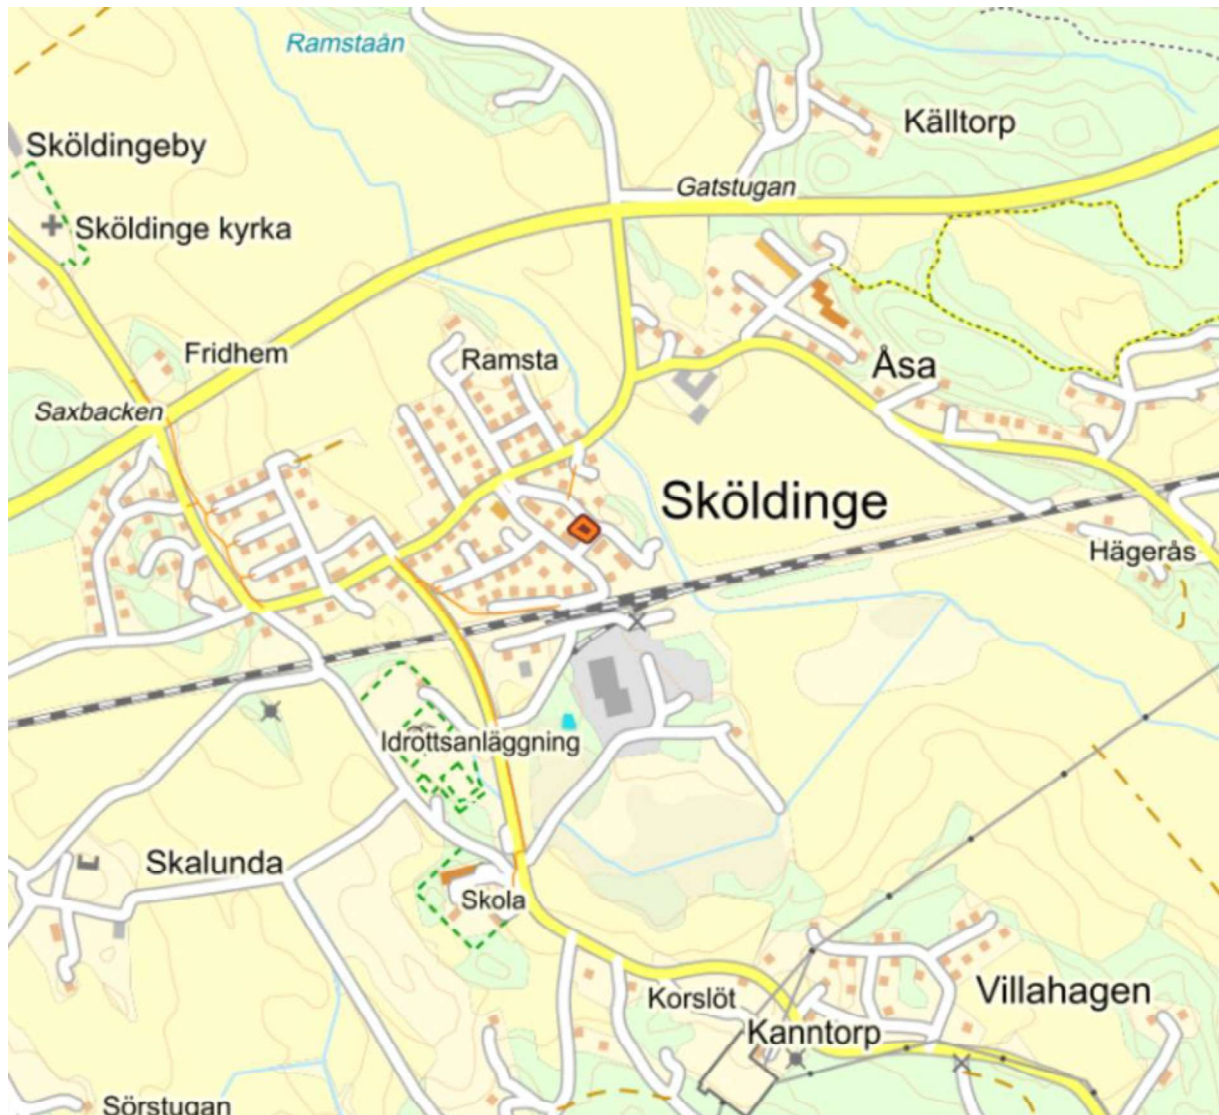 Ramstaån
Källtorp
Sköldingeby
Gatstugan
Sköldinge kyrka
Fridhem
Ramsta
Åsa
Saxbacken
Sköldinge
Hägerås
Idrottsanläggning
Skalunda
Skola
Korslöt
Villahagen
Kanntorp
Sörstugan